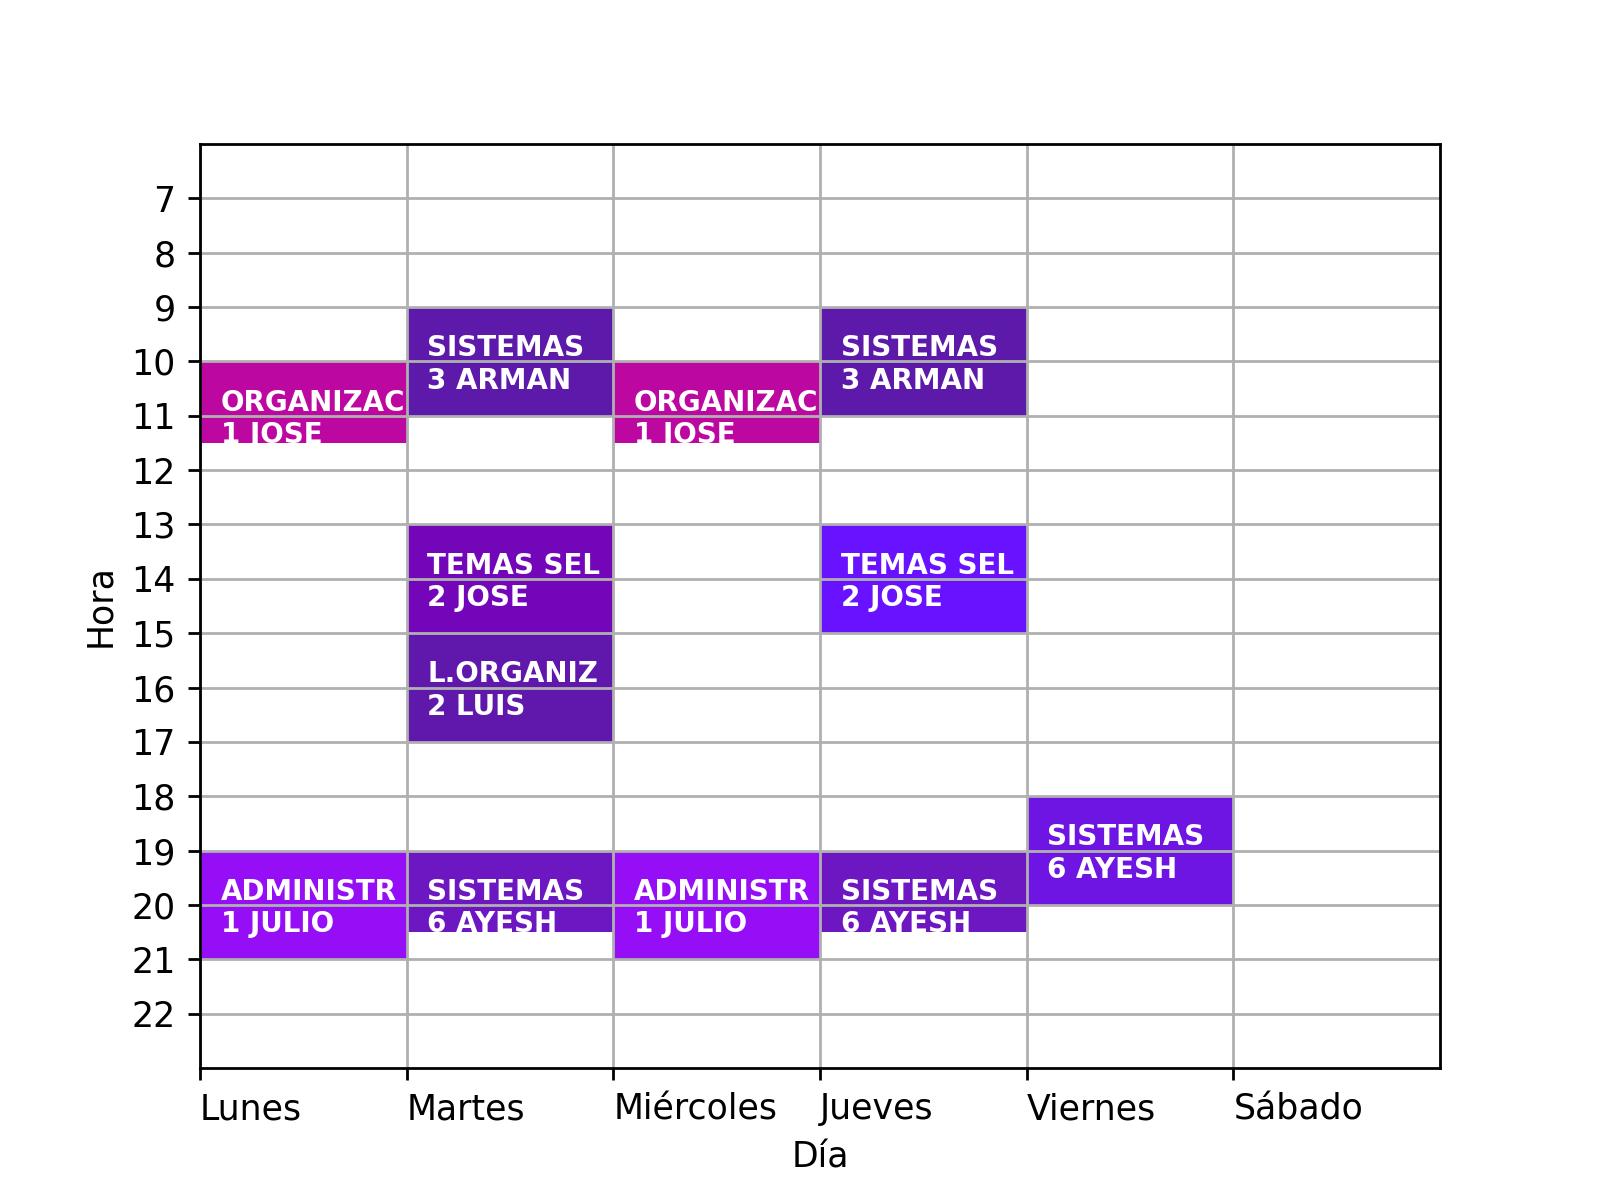 7
8
9
SISTEMAS
3 ARMAN
SISTEMAS
3 ARMAN
10
ORGANIZAC
1 JOSE
ORGANIZAC
1 JOSE
11
12
13
TEMAS SEL
2 JOSE
TEMAS SEL
2 JOSE
14
15
L.ORGANIZ
2 LUIS
16
17
18
SISTEMAS
6 AYESH
19
ADMINISTR
1 JULIO
SISTEMAS
6 AYESH
ADMINISTR
1 JULIO
SISTEMAS
6 AYESH
20
21
22
Hora
Lunes
Martes
Miércoles
Jueves
Viernes
Sábado
Día